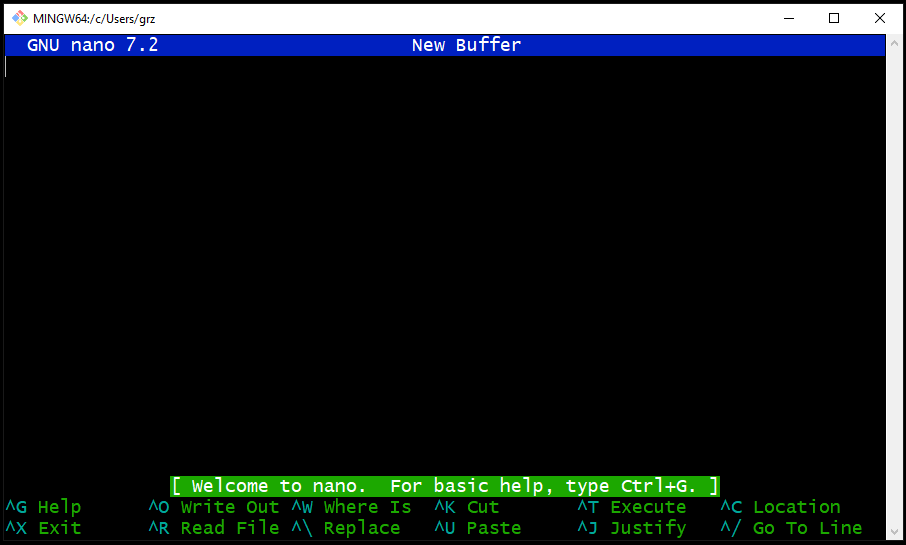 MINGW64:/c/Users/grz
GNU nano 7.2 New Buffer
[ Welcome to nano.  For basic help, type Ctrl+G. ]
^G Help ^O Write Out ^W Where Is ^K Cut ^T Execute ^C Location
^X Exit ^R Read File ^\ Replace ^U Paste ^J Justify ^/ Go To Line